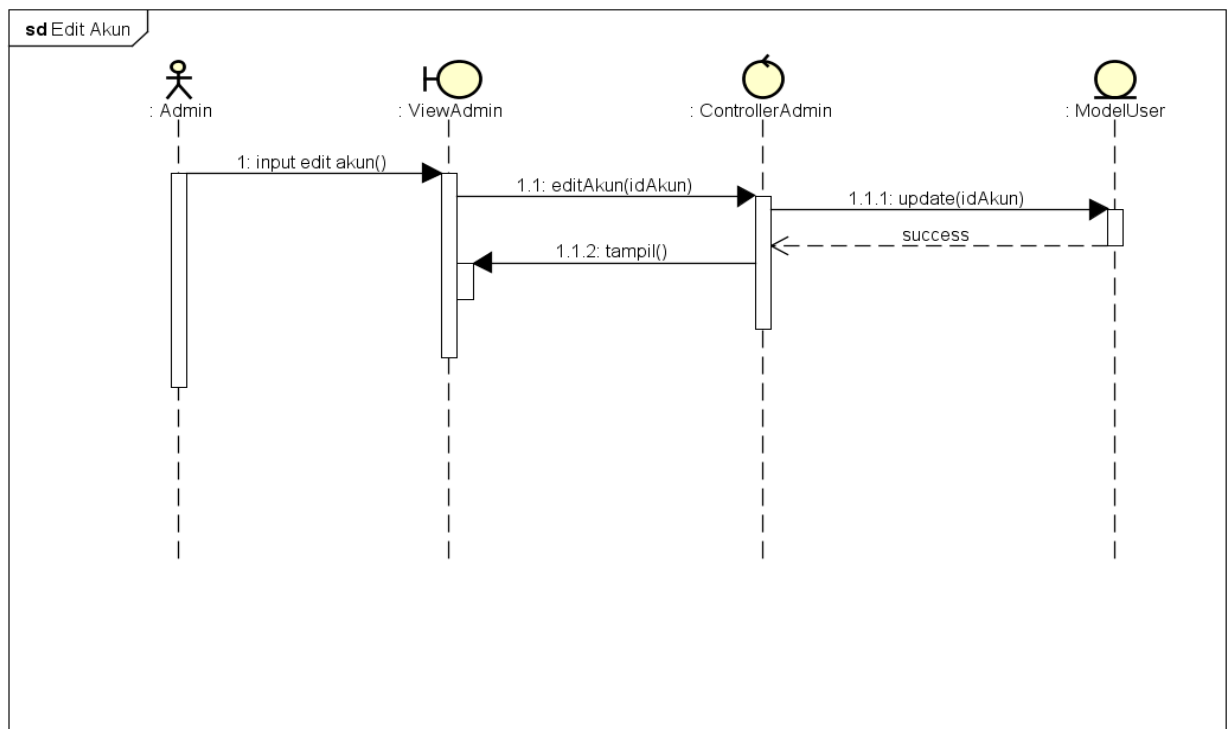 sd Edit Akun
: Admin
: ViewAdmin
: ControllerAdmin
: ModelUser
1: input edit akun()
1.1: editAkun(idAkun)
1.1.1: update(idAkun)
success
1.1.2: tampil()